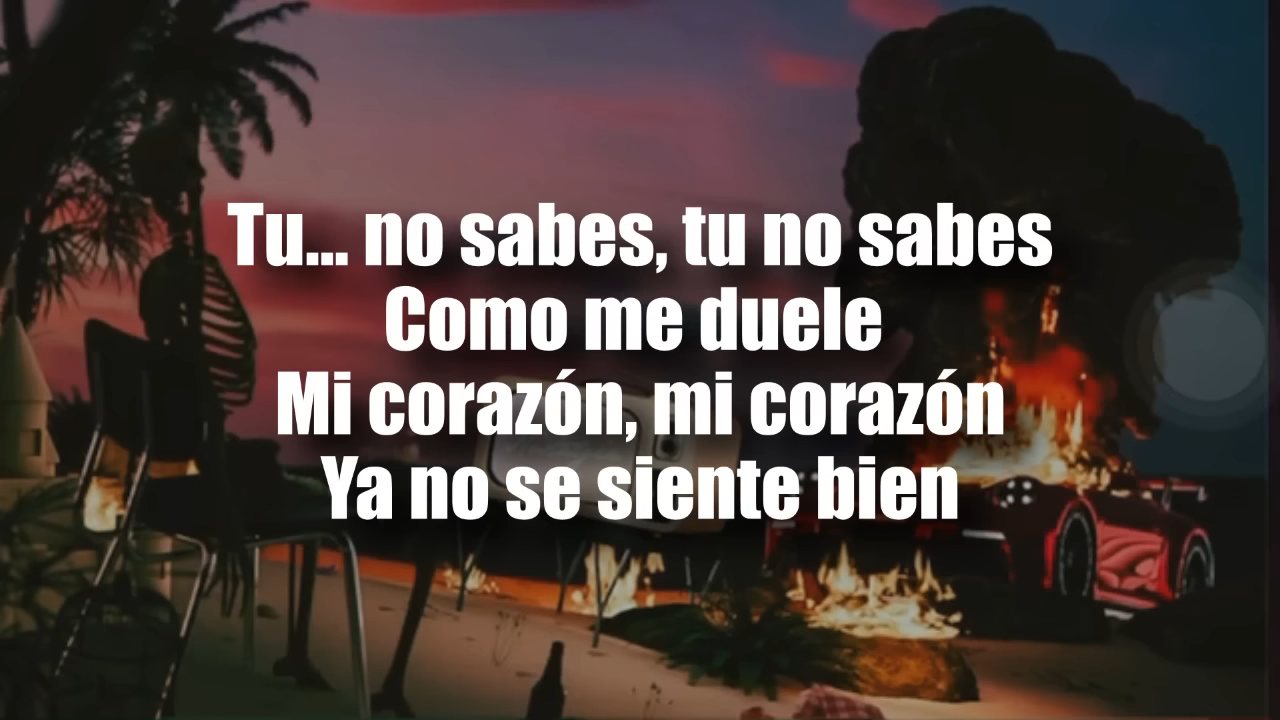 Tu... no sabes, tu no sabes
Como me duele
Mi corazón, mi corazón
Ya no se siente bien